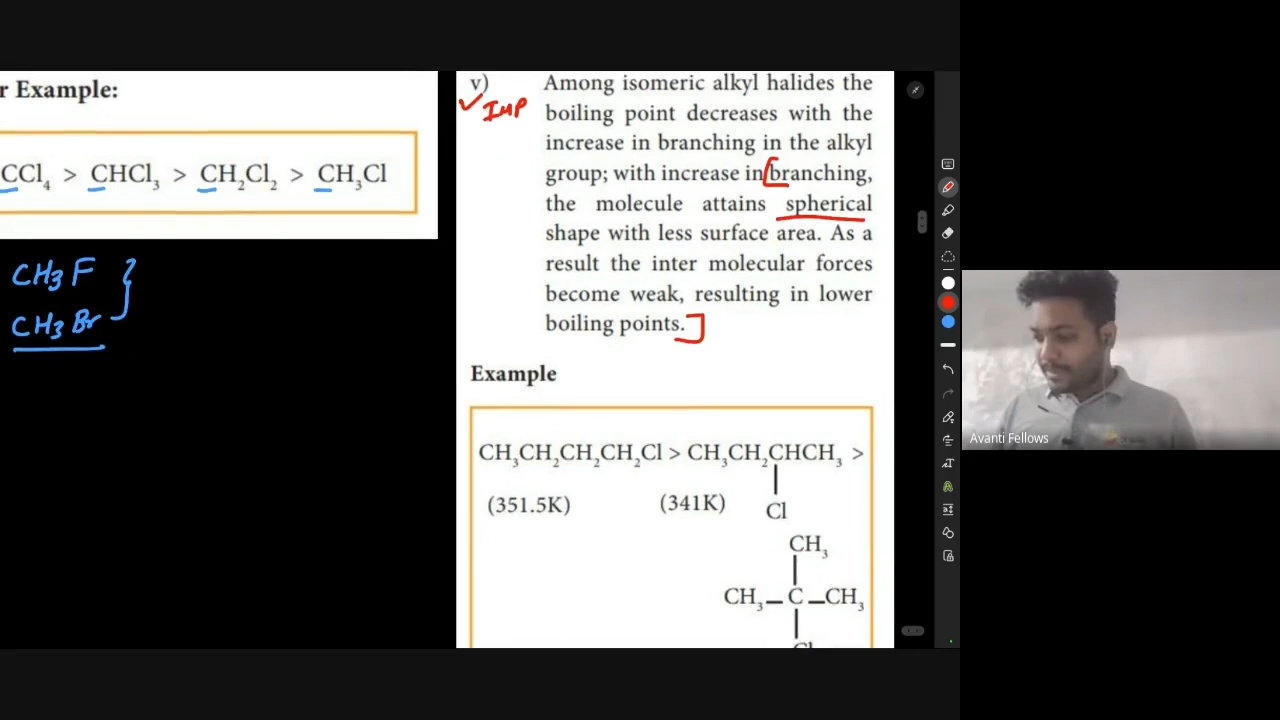 r Example:
CCl₄ > CHCl₃ > CH₂Cl₂ > CH₃Cl
CH₃F
CH₃Br
v)
IMP
Among isomeric alkyl halides the
boiling point decreases with the
increase in branching in the alkyl
group; with increase in branching,
the molecule attains spherical
shape with less surface area. As a
result the inter molecular forces
become weak, resulting in lower
boiling points.
Example
CH₃CH₂CH₂CH₂Cl > CH₃CH₂CHCH₃ >
(351.5K) (341K) Cl
CH₃
CH₃–C–CH₃
Cl
Avanti Fellows